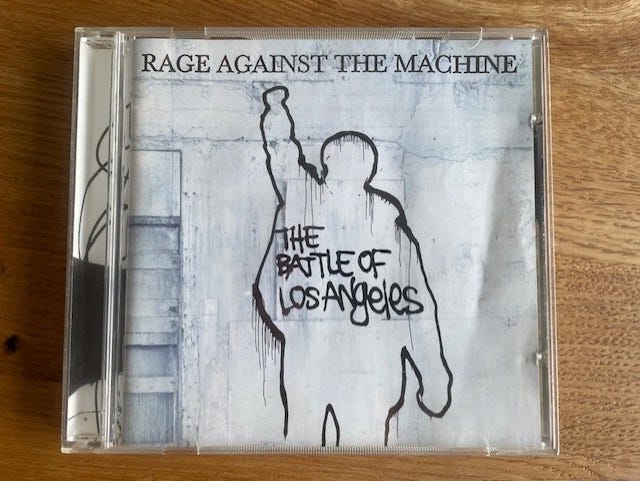 RAGE AGAINST THE MACHINE
THE
BATTLE OF
LOS ANgeles